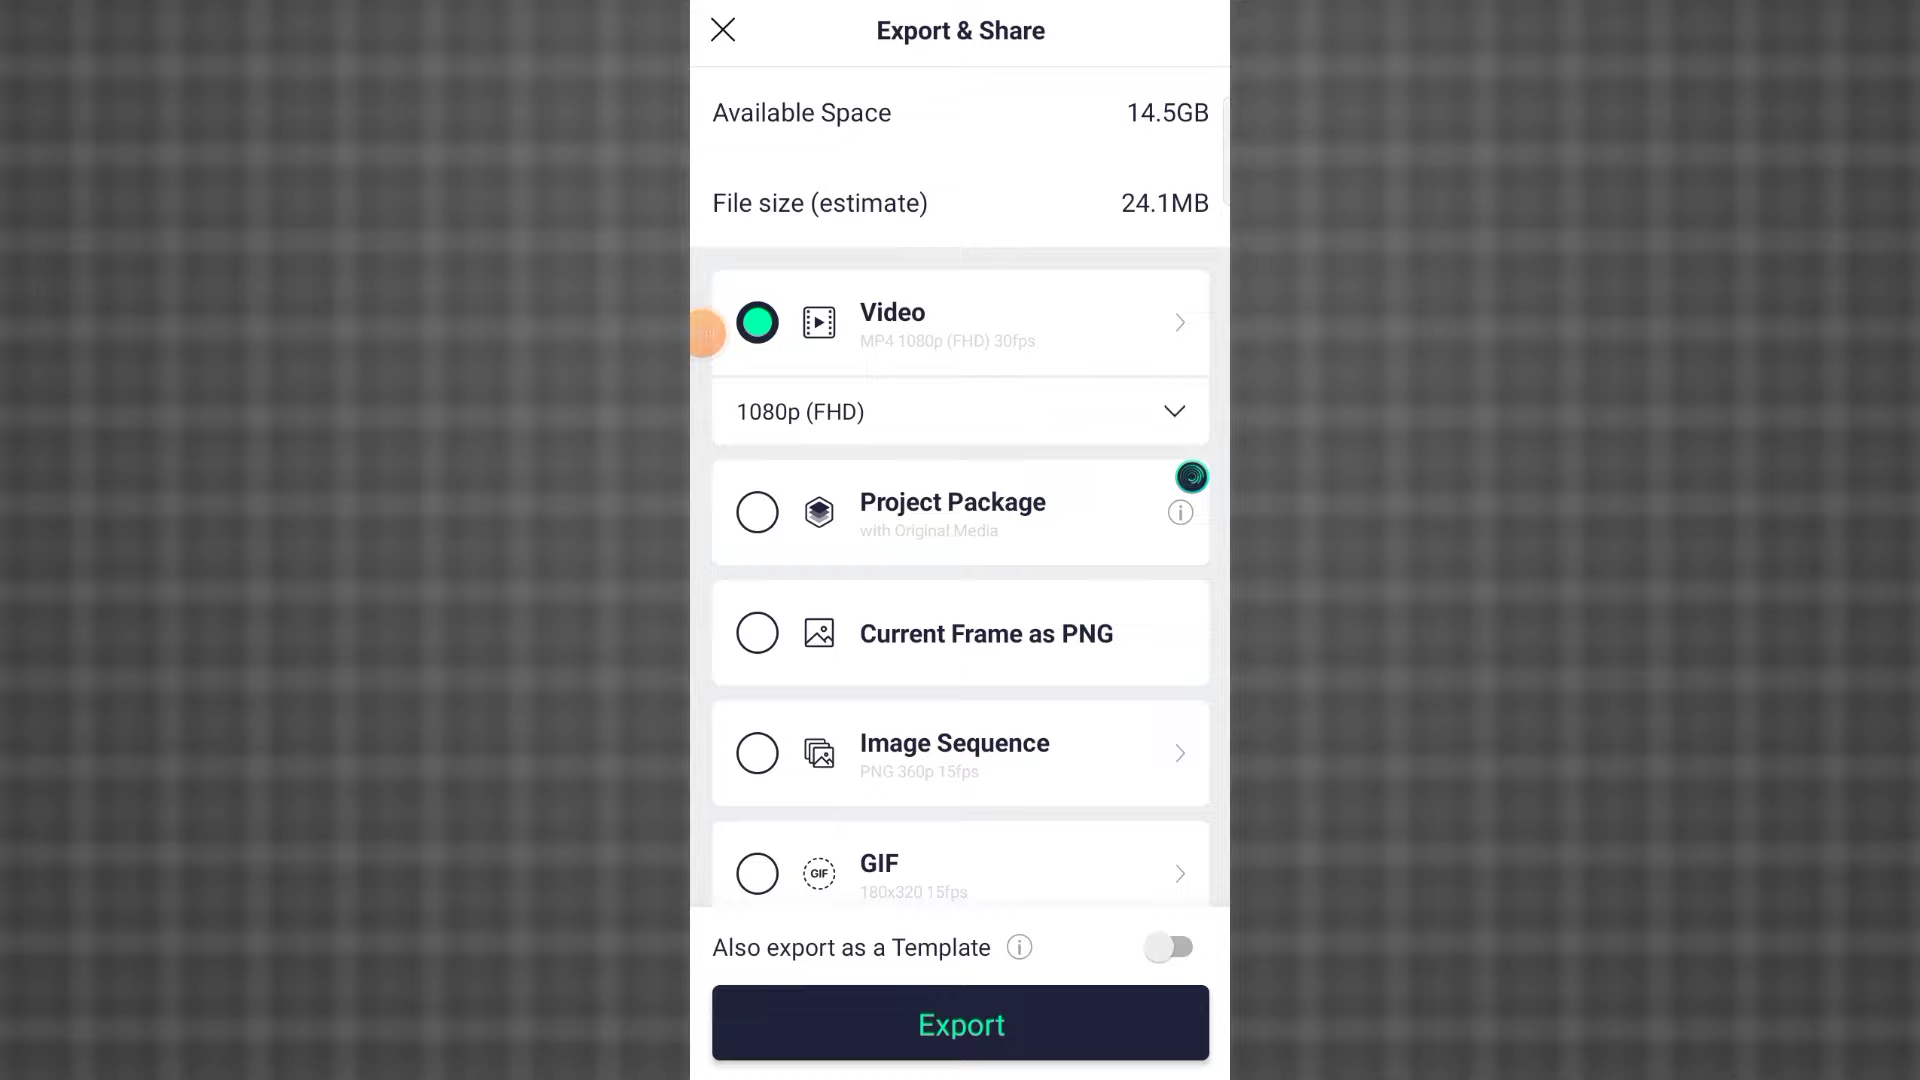 Export & Share
Available Space 14.5GB
File size (estimate) 24.1MB
Video
MP4 1080p (FHD) 30fps
1080p (FHD)
Project Package
with Original Media
Current Frame as PNG
Image Sequence
PNG 360p 15fps
GIF
GIF
180x320 15fps
Also export as a Template
Export